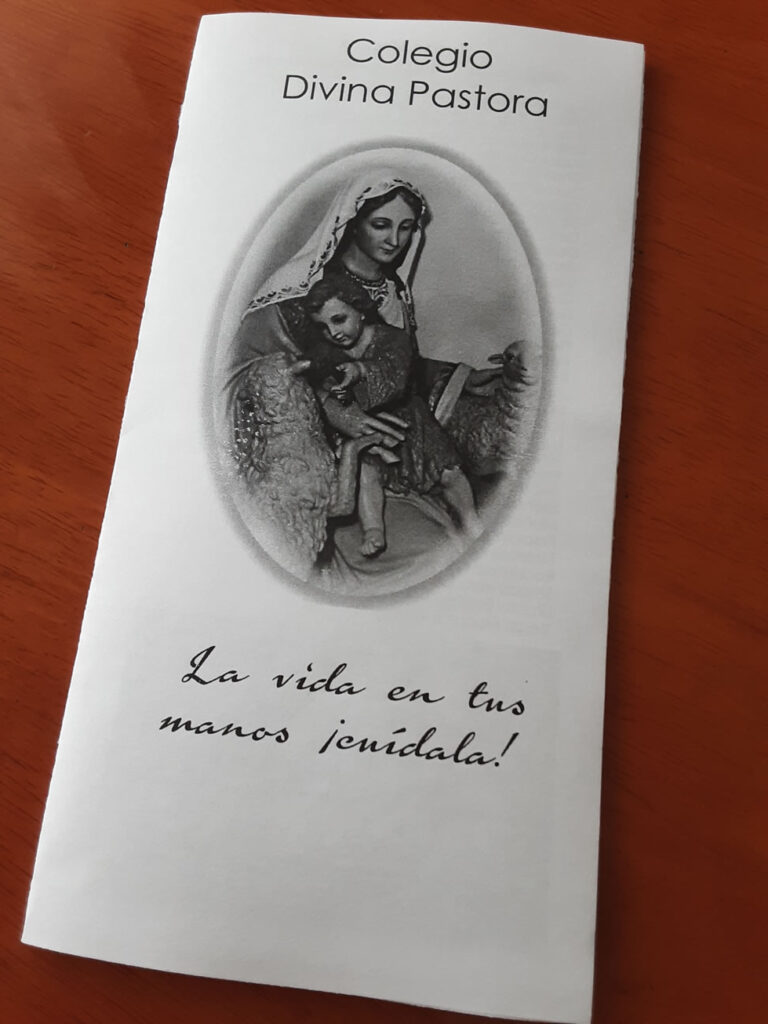 Colegio
Divina Pastora
La vida en tus
manos ¡cuídala!